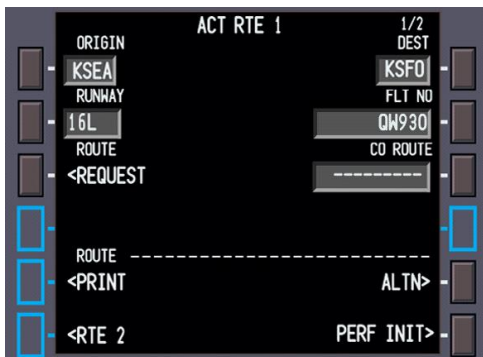 ACT RTE 1 1/2
ORIGIN DEST
KSEA KSFO
RUNWAY FLT NO
16L QW930
ROUTE CO ROUTE
<REQUEST ---------
ROUTE ------------------------
<PRINT ALTN>
<RTE 2 PERF INIT>